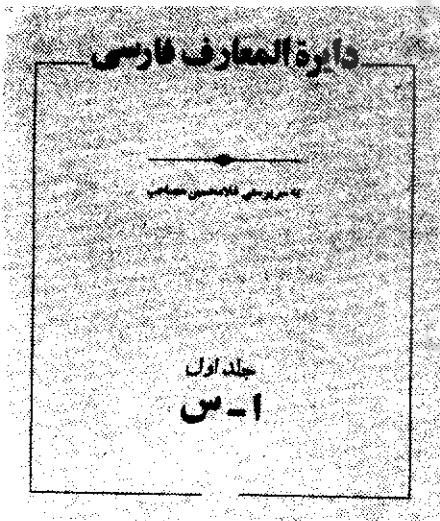 دایرة المعارف فارسی
به سرپرستی غلامحسین مصاحب
جلد اول
ا - س